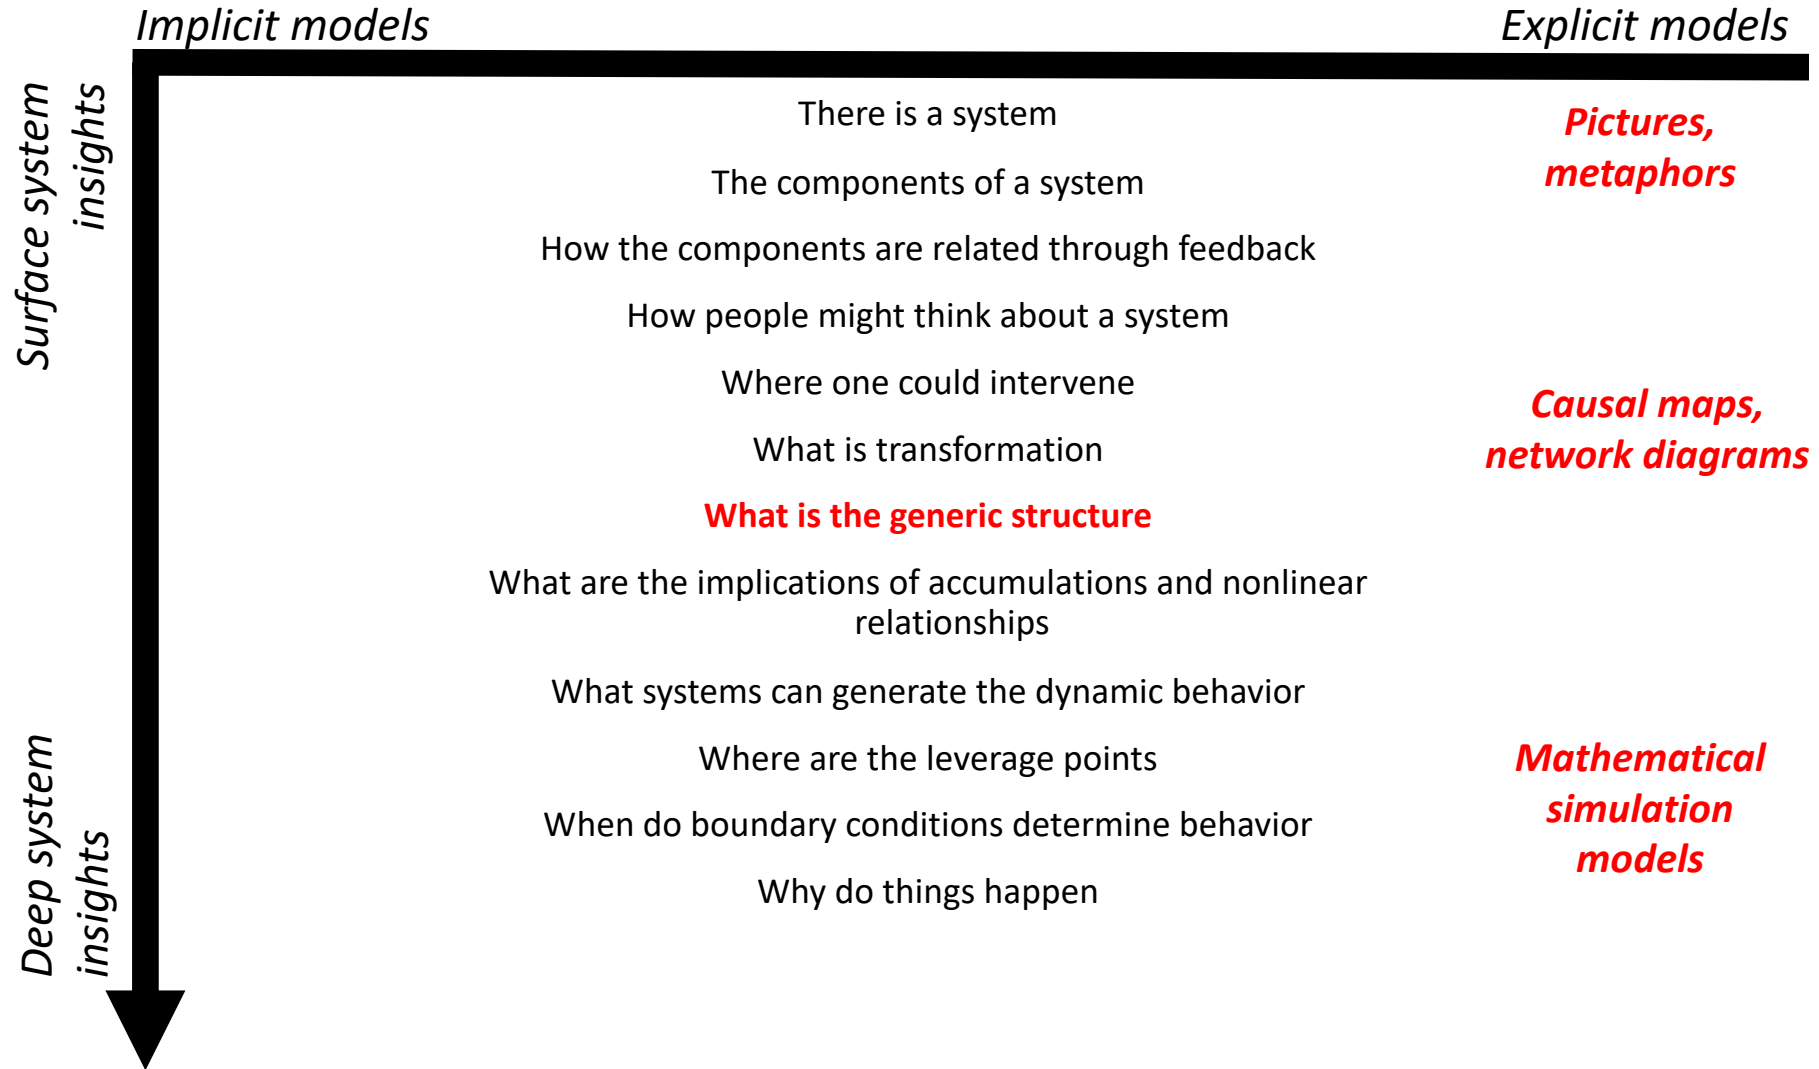 Implicit models
Explicit models
Surface system
insights
Deep system
insights
There is a system
The components of a system
How the components are related through feedback
How people might think about a system
Where one could intervene
What is transformation
What is the generic structure
What are the implications of accumulations and nonlinear
relationships
What systems can generate the dynamic behavior
Where are the leverage points
When do boundary conditions determine behavior
Why do things happen
Pictures,
metaphors
Causal maps,
network diagrams
Mathematical
simulation
models